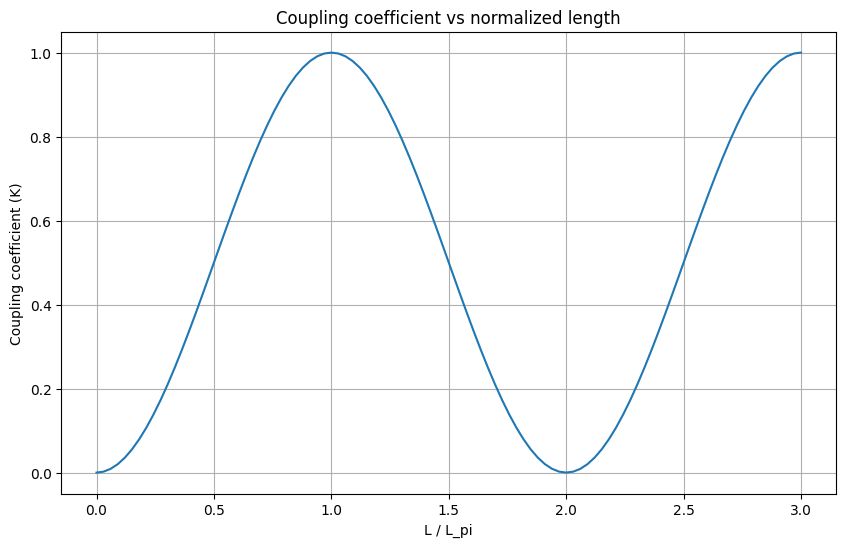 Coupling coefficient vs normalized length
1.0
0.8
0.6
0.4
0.2
0.0
Coupling coefficient (K)
0.0 0.5 1.0 1.5 2.0 2.5 3.0
L / L_pi